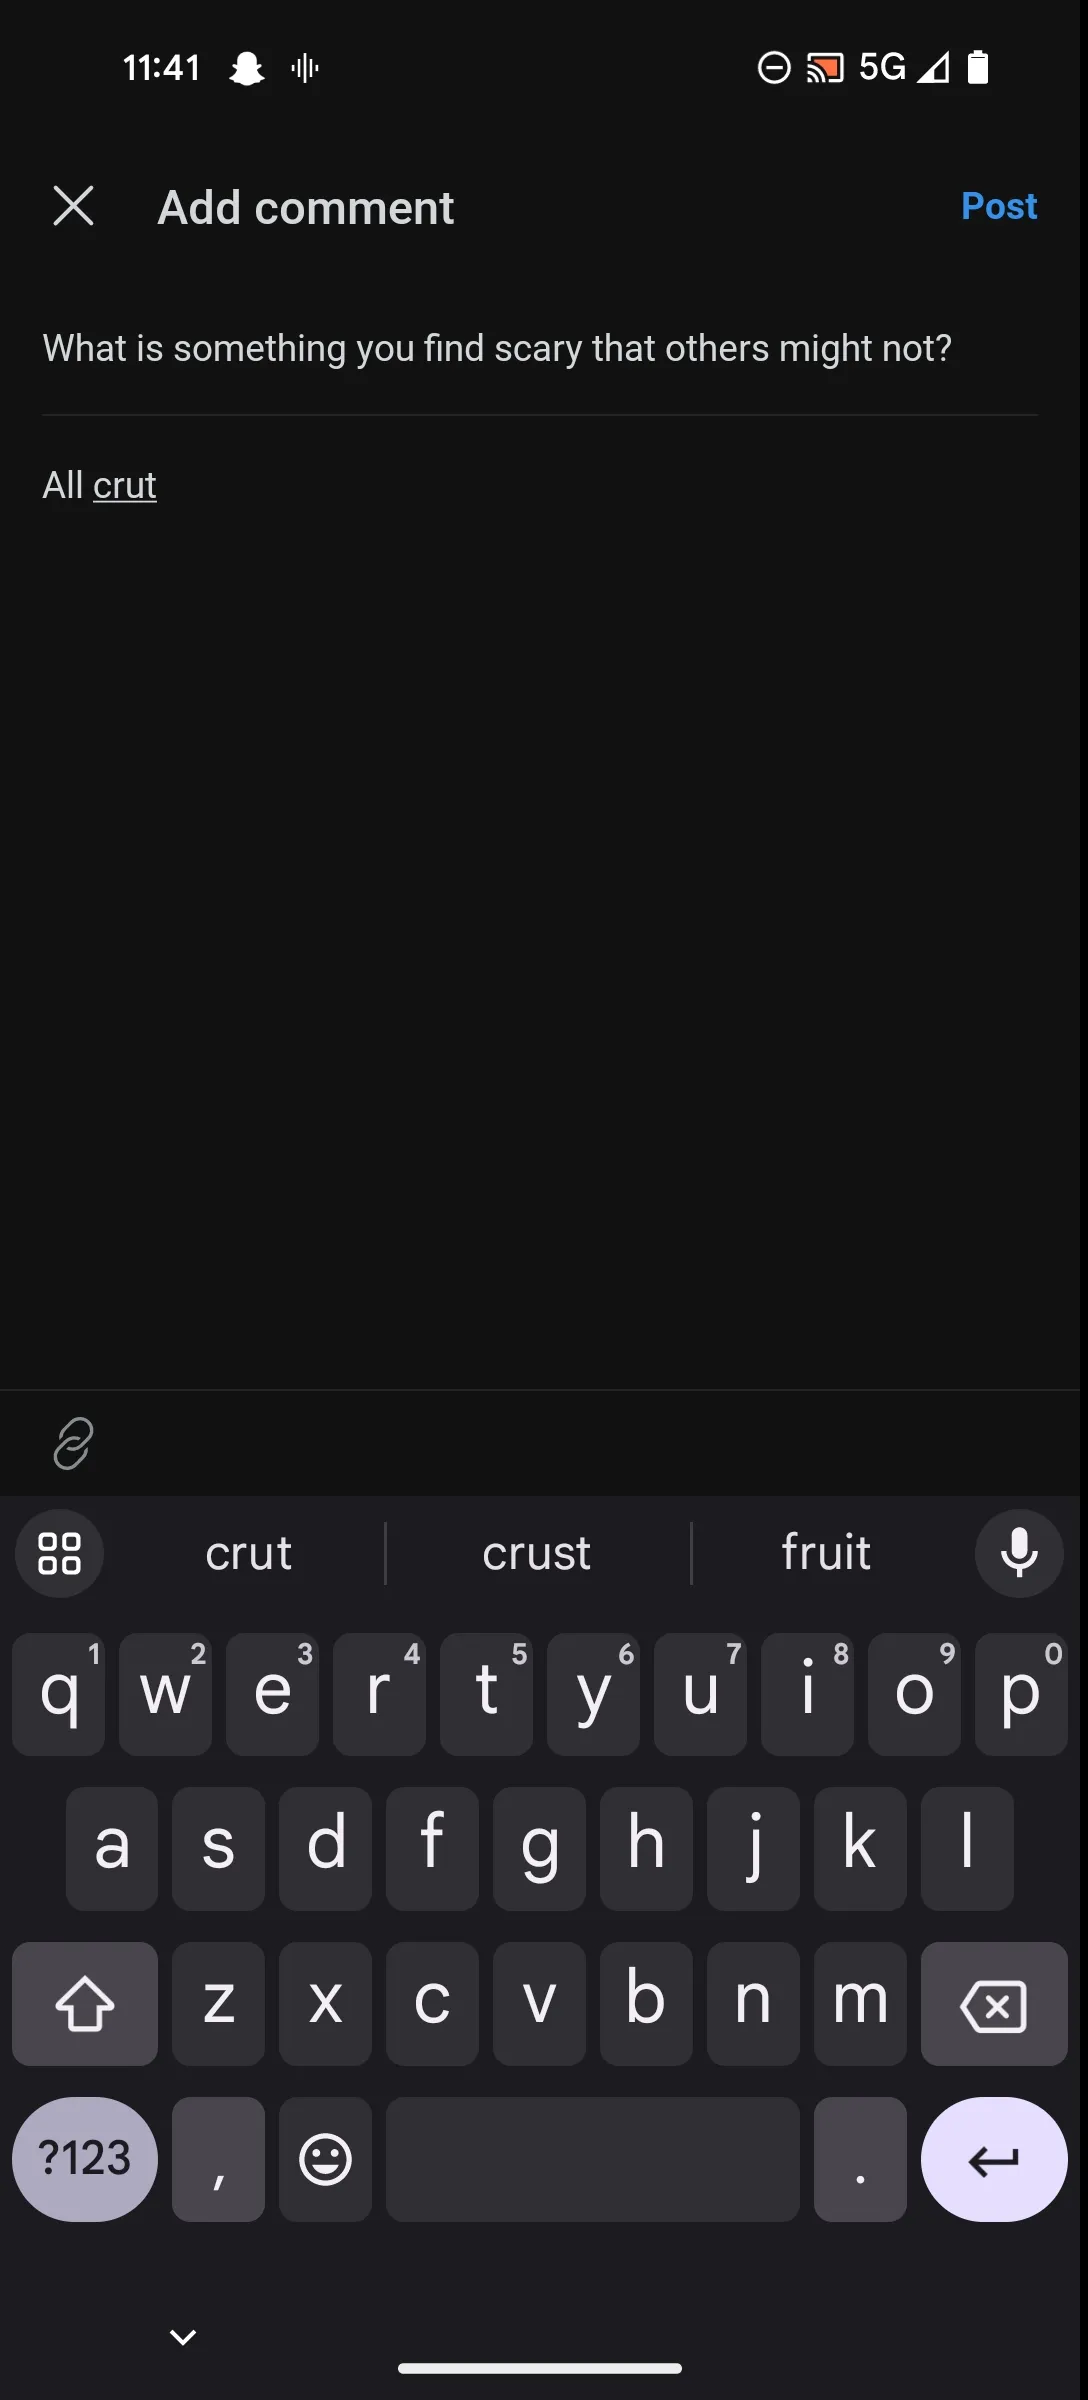 11:41 5G
Add comment Post
What is something you find scary that others might not?
All crut
crut crust fruit
1 2 3 4 5 6 7 8 9 0
q w e r t y u i o p
a s d f g h j k l
z x c v b n m
?123 , .